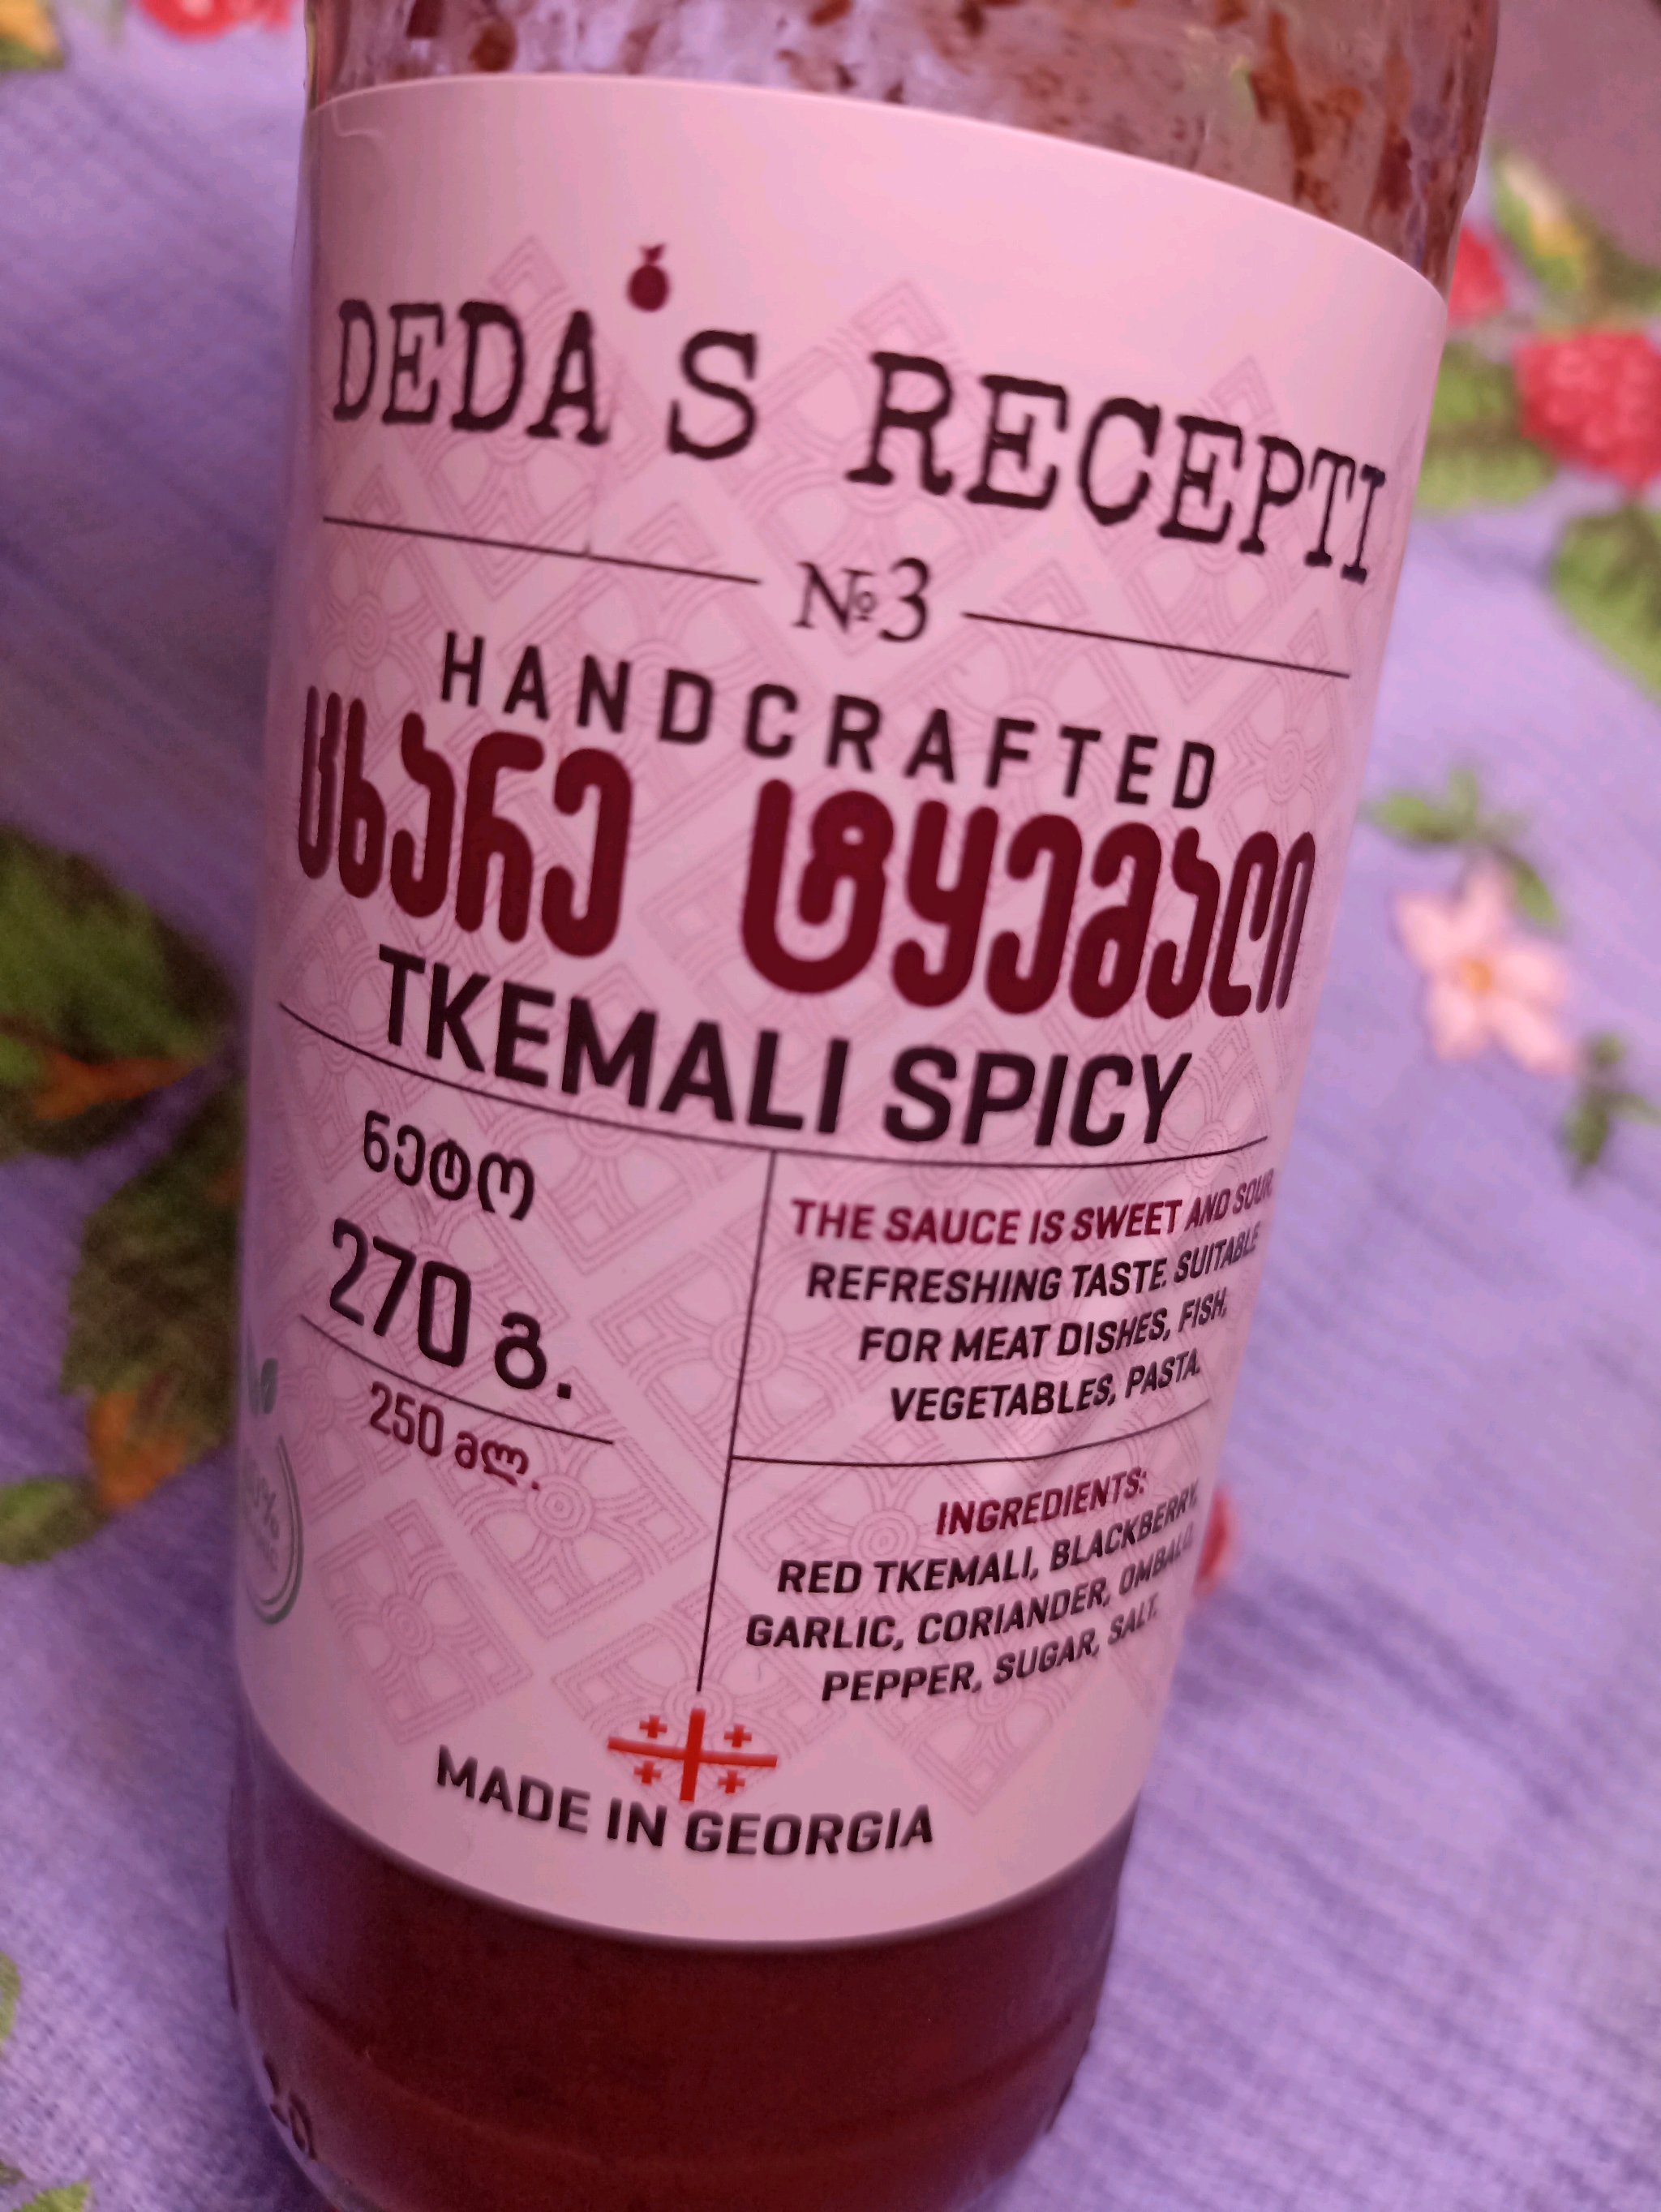 DEDA'S RECEPTI
№3
HANDCRAFTED
ცხარე ტყემალი
TKEMALI SPICY
ნეტო
270 გ.
250 მლ.
THE SAUCE IS SWEET AND SOUR,
REFRESHING TASTE. SUITABLE
FOR MEAT DISHES, FISH,
VEGETABLES, PASTA.
INGREDIENTS:
RED TKEMALI, BLACKBERRY,
GARLIC, CORIANDER, OMBALO,
PEPPER, SUGAR, SALT.
MADE IN GEORGIA